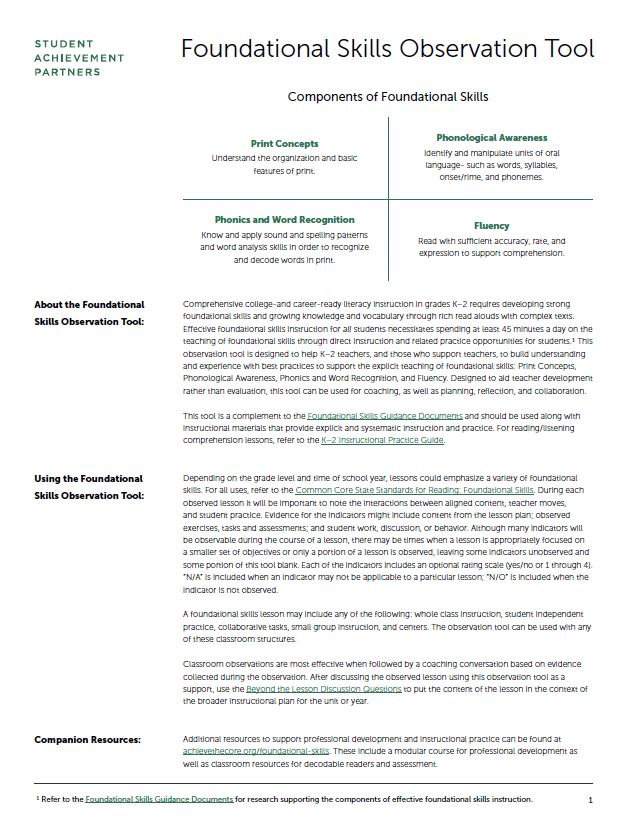 STUDENT
ACHIEVEMENT
PARTNERS
Foundational Skills Observation Tool
Components of Foundational Skills
Print Concepts
Understand the organization and basic
features of print.
Phonological Awareness
Identify and manipulate units of oral
language- such as words, syllables,
onset/rime, and phonemes.
Phonics and Word Recognition
Know and apply sound and spelling patterns
and word analysis skills in order to recognize
and decode words in print.
Fluency
Read with sufficient accuracy, rate, and
expression to support comprehension.
About the Foundational
Skills Observation Tool:
Comprehensive college-and career-ready literacy instruction in grades K–2 requires developing strong
foundational skills and growing knowledge and vocabulary through rich read alouds with complex texts.
Effective foundational skills instruction for all students necessitates spending at least 45 minutes a day on the
teaching of foundational skills through direct instruction and related practice opportunities for students.¹ This
observation tool is designed to help K–2 teachers, and those who support teachers, to build understanding
and experience with best practices to support the explicit teaching of foundational skills: Print Concepts,
Phonological Awareness, Phonics and Word Recognition, and Fluency. Designed to aid teacher development
rather than evaluation, this tool can be used for coaching, as well as planning, reflection, and collaboration.
This tool is a complement to the Foundational Skills Guidance Documents and should be used along with
instructional materials that provide explicit and systematic instruction and practice. For reading/listening
comprehension lessons, refer to the K–2 Instructional Practice Guide.
Using the Foundational
Skills Observation Tool:
Depending on the grade level and time of school year, lessons could emphasize a variety of foundational
skills. For all uses, refer to the Common Core State Standards for Reading: Foundational Skills. During each
observed lesson it will be important to note the interactions between aligned content, teacher moves,
and student practice. Evidence for the indicators might include content from the lesson plan; observed
exercises, tasks and assessments; and student work, discussion, or behavior. Although many indicators will
be observable during the course of a lesson, there may be times when a lesson is appropriately focused on
a smaller set of objectives or only a portion of a lesson is observed, leaving some indicators unobserved and
some portion of this tool blank. Each of the indicators includes an optional rating scale (yes/no or 1 through 4).
"N/A" is included when an indicator may not be applicable to a particular lesson; "N/O" is included when the
indicator is not observed.
A foundational skills lesson may include any of the following: whole class instruction, student independent
practice, collaborative tasks, small group instruction, and centers. The observation tool can be used with any
of these classroom structures.
Classroom observations are most effective when followed by a coaching conversation based on evidence
collected during the observation. After discussing the observed lesson using this observation tool as a
support, use the Beyond the Lesson Discussion Questions to put the content of the lesson in the context of
the broader instructional plan for the unit or year.
Companion Resources:
Additional resources to support professional development and instructional practice can be found at
achievethecore.org/foundational-skills. These include a modular course for professional development as
well as classroom resources for decodable readers and assessment.
¹ Refer to the Foundational Skills Guidance Documents for research supporting the components of effective foundational skills instruction.
1